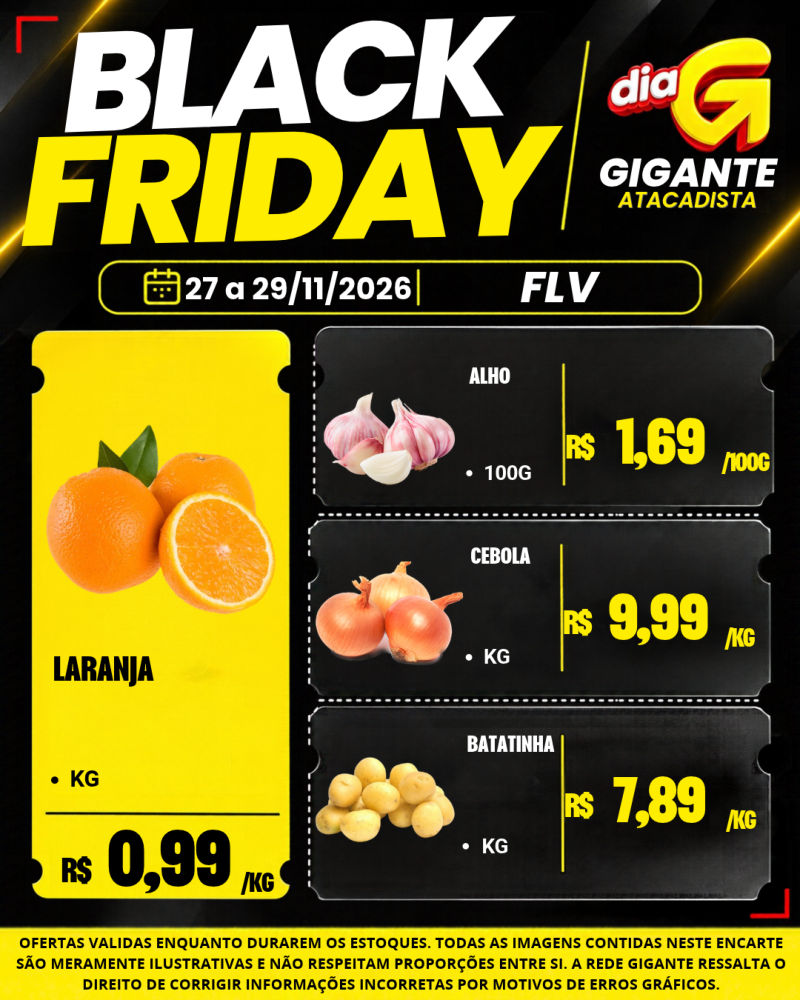 BLACK
FRIDAY
dia G
GIGANTE
ATACADISTA
27 a 29/11/2026
FLV
LARANJA
• KG
R$ 0,99 /KG
ALHO
• 100G
R$ 1,69 /100G
CEBOLA
• KG
R$ 9,99 /KG
BATATINHA
• KG
R$ 7,89 /KG
OFERTAS VALIDAS ENQUANTO DURAREM OS ESTOQUES. TODAS AS IMAGENS CONTIDAS NESTE ENCARTE
SÃO MERAMENTE ILUSTRATIVAS E NÃO RESPEITAM PROPORÇÕES ENTRE SI. A REDE GIGANTE RESSALTA O
DIREITO DE CORRIGIR INFORMAÇÕES INCORRETAS POR MOTIVOS DE ERROS GRÁFICOS.